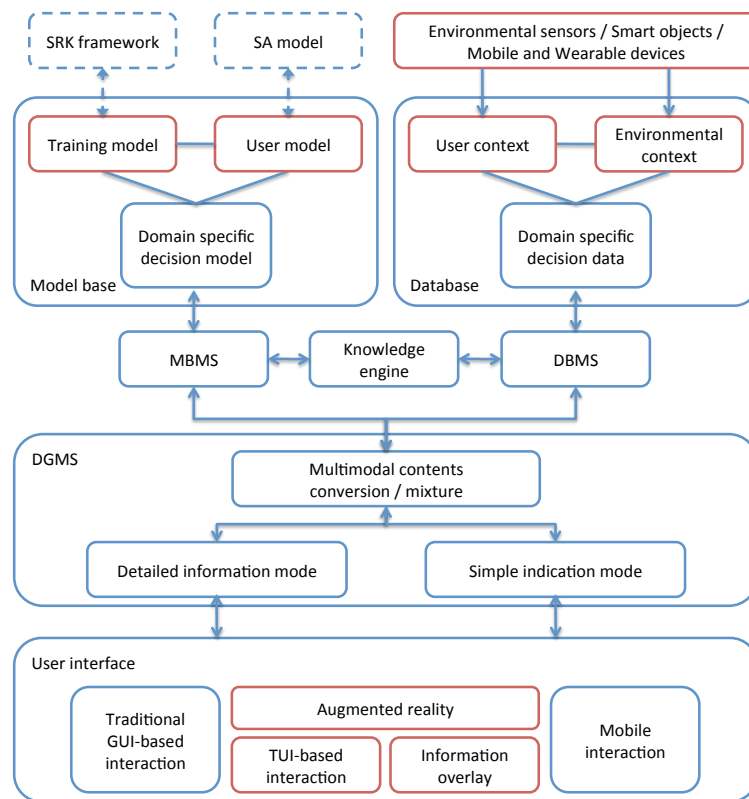 SRK framework
SA model
Environmental sensors / Smart objects /
Mobile and Wearable devices
Training model
User model
User context
Environmental
context
Domain specific
decision model
Domain specific
decision data
Model base
Database
MBMS
Knowledge
engine
DBMS
DGMS
Multimodal contents
conversion / mixture
Detailed information mode
Simple indication mode
User interface
Traditional
GUI-based
interaction
Augmented reality
TUI-based
interaction
Information
overlay
Mobile
interaction